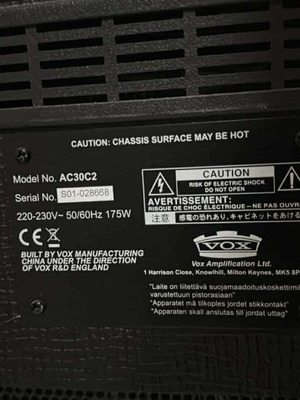 CAUTION: CHASSIS SURFACE MAY BE HOT
Model No. AC30C2
Serial No. S01-028668
220-230V~ 50/60Hz 175W
CE
BUILT BY VOX MANUFACTURING
CHINA UNDER THE DIRECTION
OF VOX R&D ENGLAND
CAUTION
RISK OF ELECTRIC SHOCK
DO NOT OPEN
AVERTISSEMENT:
RISQUE DE CHOC ÉLECTRIQUE—NE PAS OUV
注意 感電の恐れあり、キャビネットをあけ
VOX
Vox Amplification Ltd.
1 Harrison Close, Knowlhill, Milton Keynes, MK5 8P
"Laite on liitettävä suojamaadoituskoskettim
varustettuun pistorasiaan"
"Apparatet må tilkoples jordet stikkontakt"
"Apparaten skall anslutas till jordat uttag"